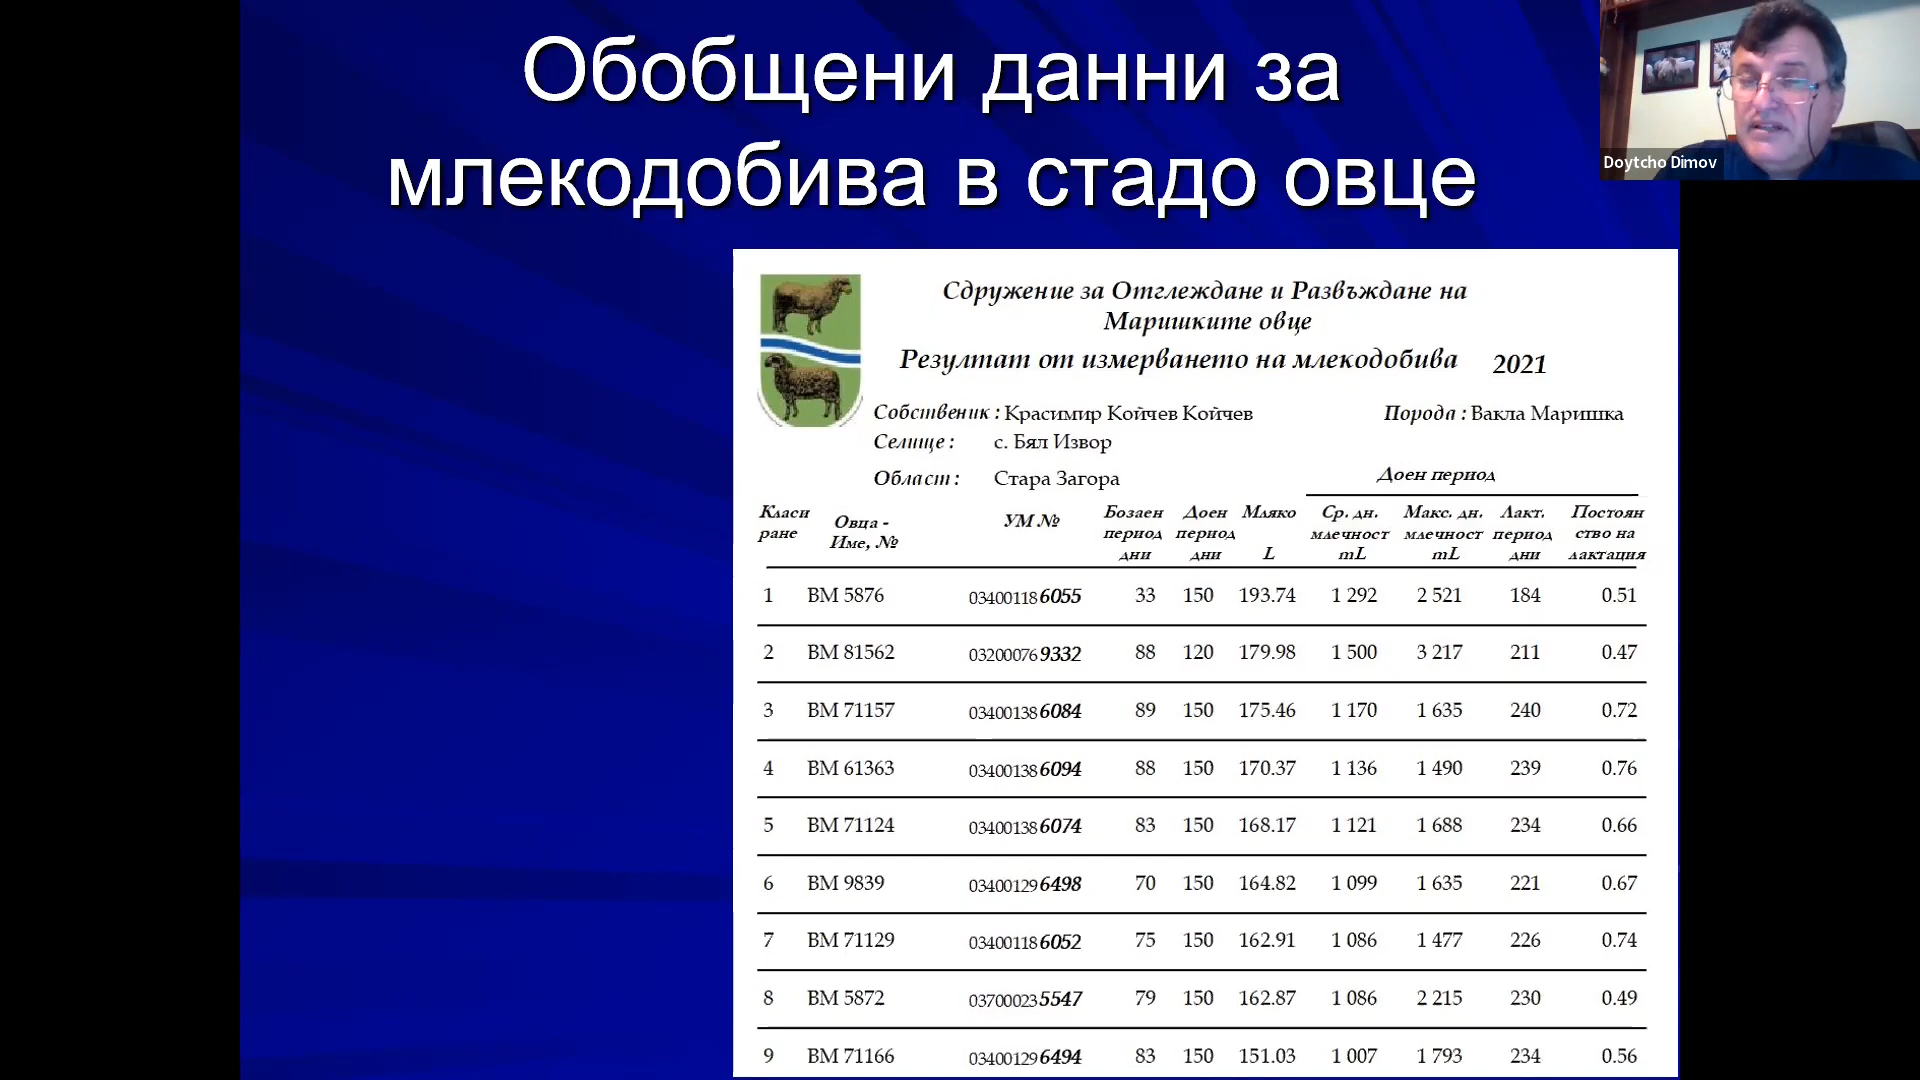 Обобщени данни за
млекодобива в стадо овце
Doytcho Dimov
Сдружение за Отглеждане и Развъждане на
Маришките овце
Резултат от измерването на млекодобива 2021
Собственик : Красимир Койчев Койчев Порода : Вакла Маришка
Селище : с. Бял Извор
Област : Стара Загора
Доен период
Класи Бозаен Доен Мляко Ср. дн. Макс. дн. Лакт. Постоян
ране Овца - УМ № период период млечност млечност период ство на
Име, № дни дни L mL mL дни лактация
1 ВМ 5876 034001186055 33 150 193.74 1 292 2 521 184 0.51
2 ВМ 81562 032000769332 88 120 179.98 1 500 3 217 211 0.47
3 ВМ 71157 034001386084 89 150 175.46 1 170 1 635 240 0.72
4 ВМ 61363 034001386094 88 150 170.37 1 136 1 490 239 0.76
5 ВМ 71124 034001386074 83 150 168.17 1 121 1 688 234 0.66
6 ВМ 9839 034001296498 70 150 164.82 1 099 1 635 221 0.67
7 ВМ 71129 034001186052 75 150 162.91 1 086 1 477 226 0.74
8 ВМ 5872 037000235547 79 150 162.87 1 086 2 215 230 0.49
9 ВМ 71166 034001296494 83 150 151.03 1 007 1 793 234 0.56